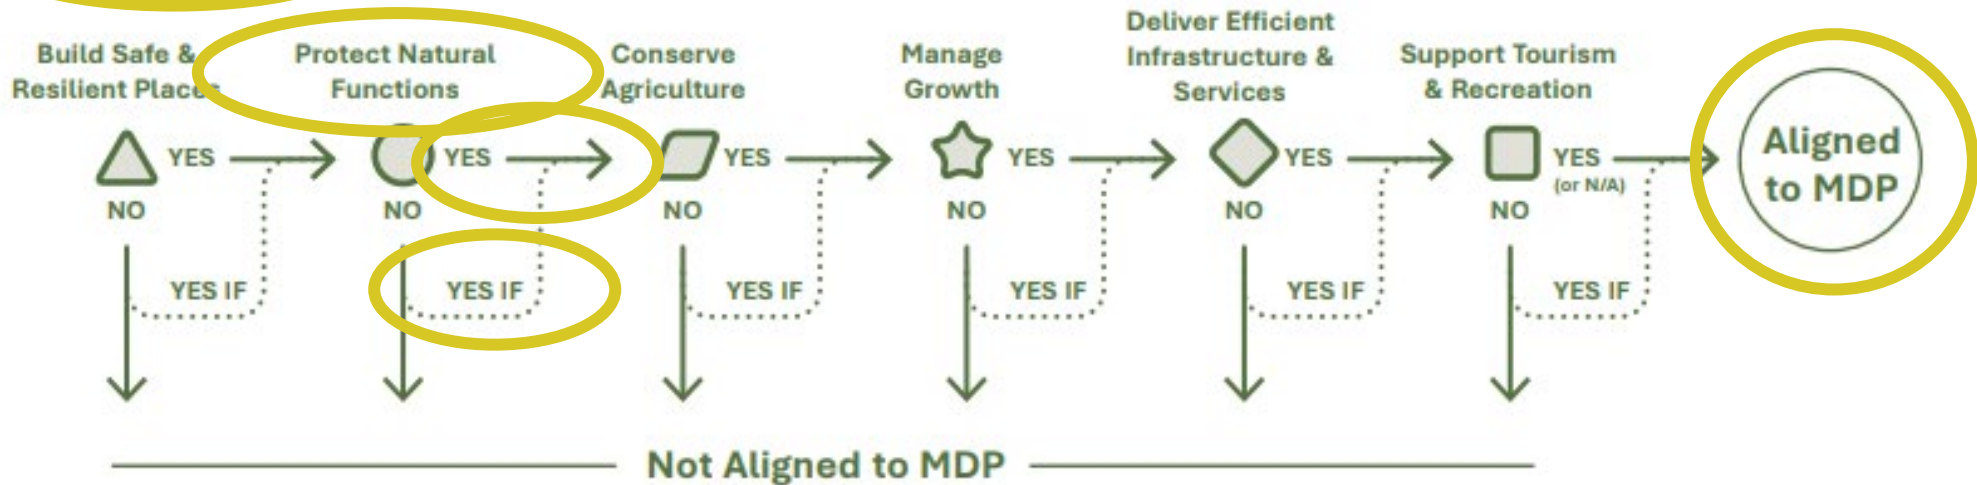 Build Safe &
Resilient Places
Protect Natural
Functions
Conserve
Agriculture
Manage
Growth
Deliver Efficient
Infrastructure &
Services
Support Tourism
& Recreation
YES
YES
YES
YES
YES
YES
(or N/A)
Aligned
to MDP
NO
NO
NO
NO
NO
NO
YES IF
YES IF
YES IF
YES IF
YES IF
YES IF
Not Aligned to MDP